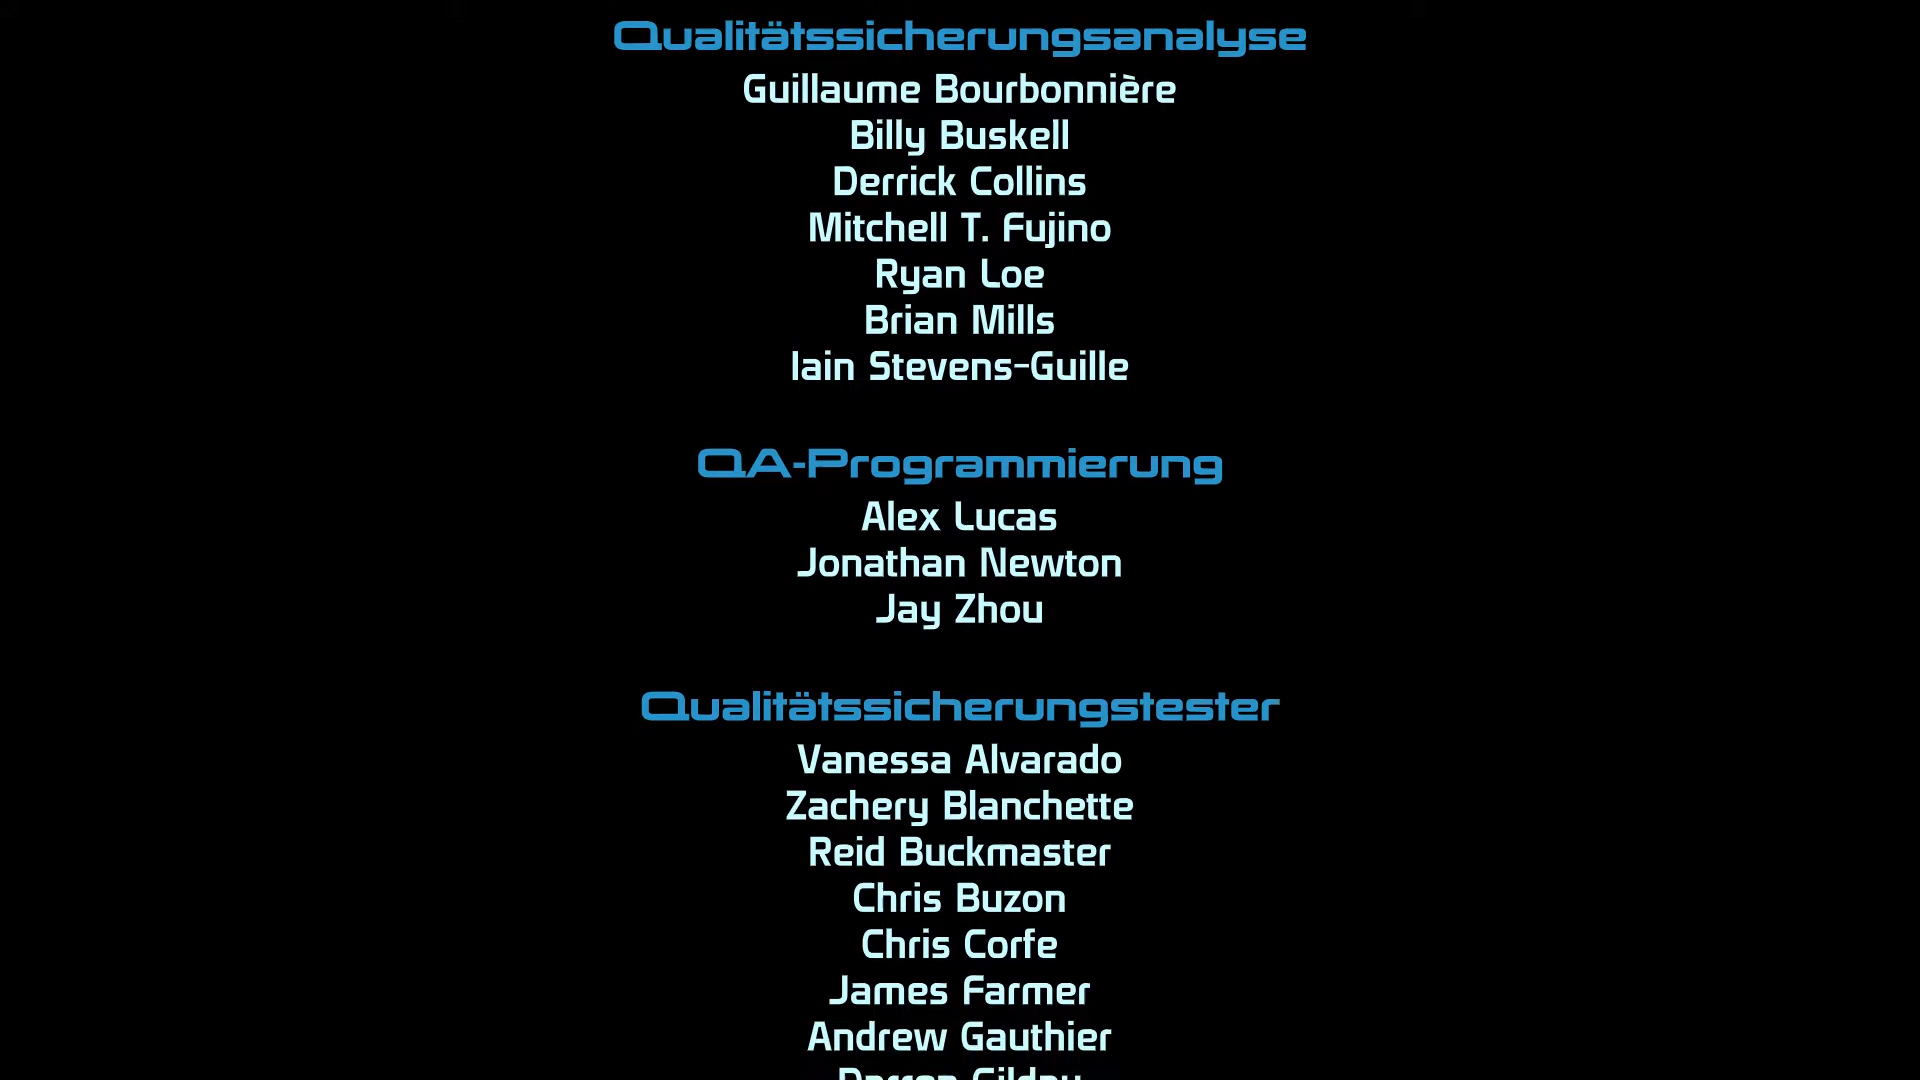 Qualitätssicherungsanalyse
Guillaume Bourbonnière
Billy Buskell
Derrick Collins
Mitchell T. Fujino
Ryan Loe
Brian Mills
Iain Stevens-Guille
QA-Programmierung
Alex Lucas
Jonathan Newton
Jay Zhou
Qualitätssicherungstester
Vanessa Alvarado
Zachery Blanchette
Reid Buckmaster
Chris Buzon
Chris Corfe
James Farmer
Andrew Gauthier